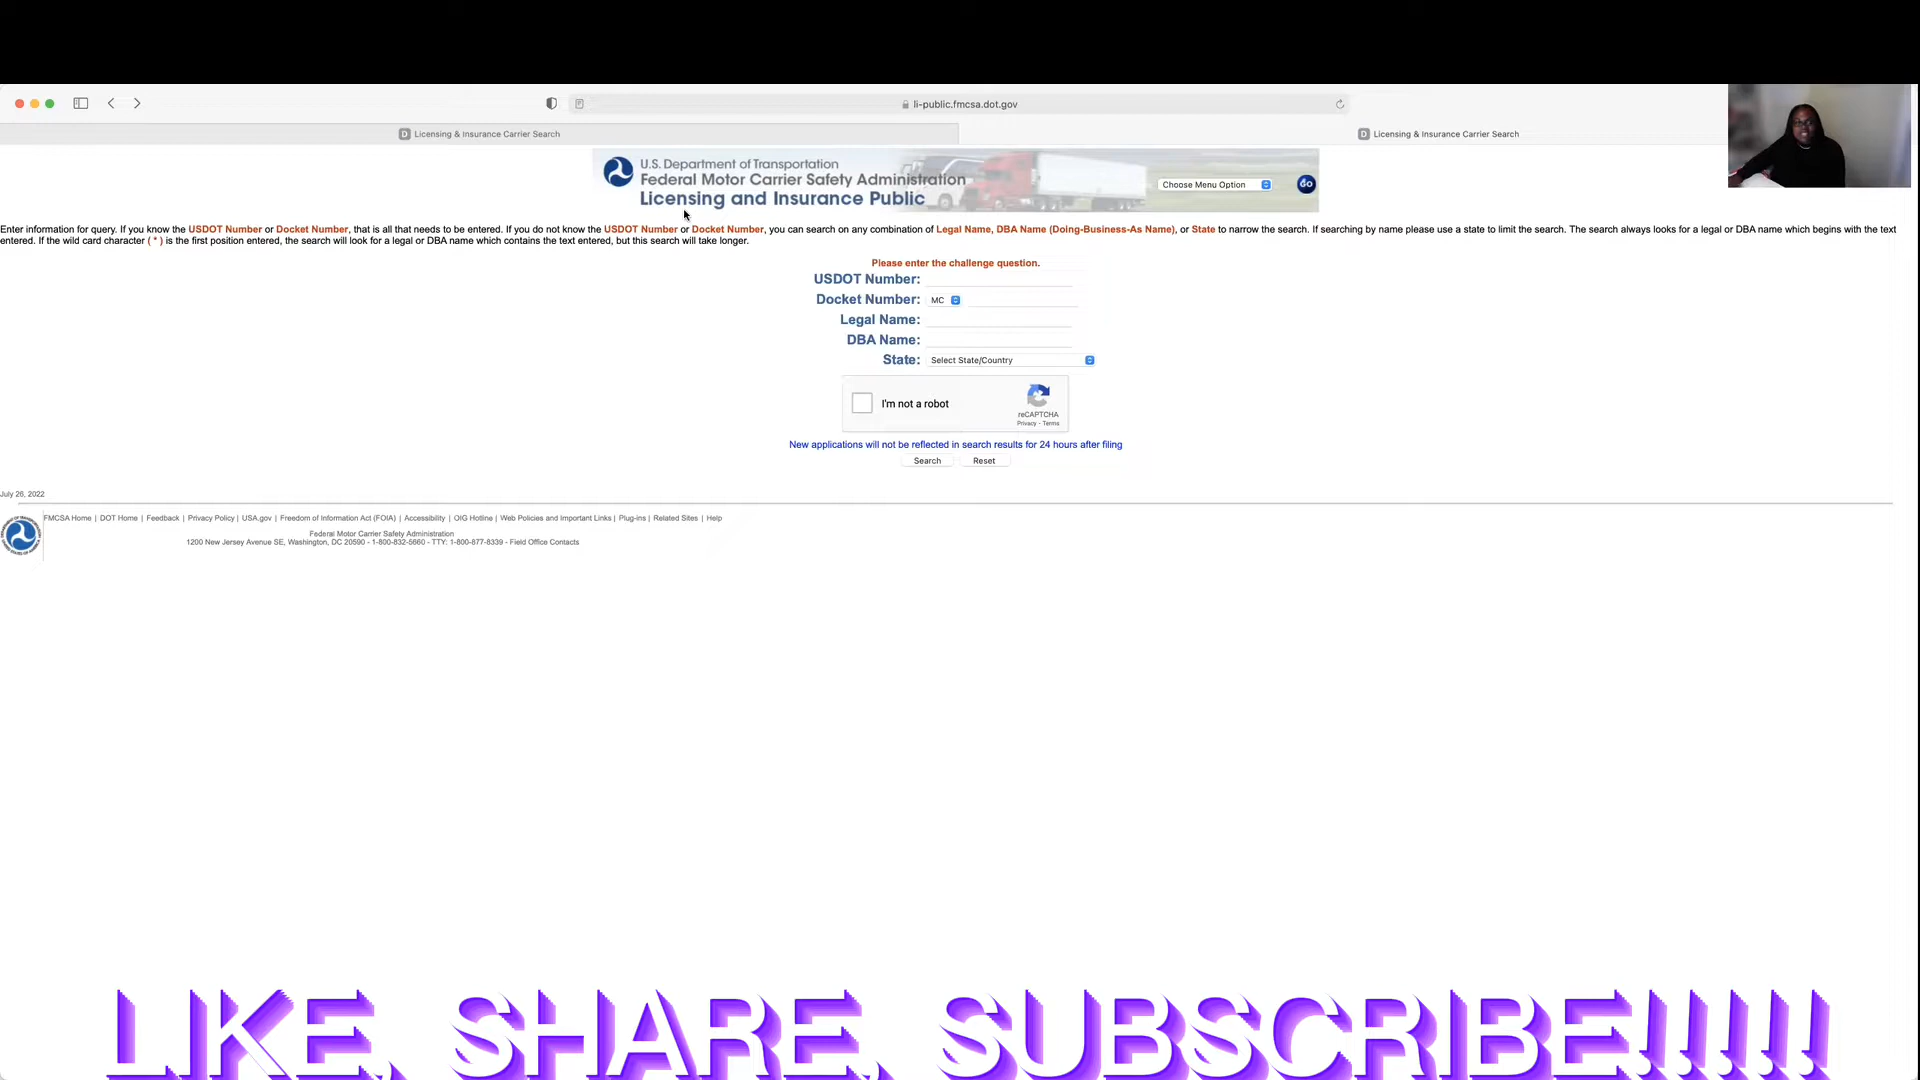 li-public.fmcsa.dot.gov
D Licensing & Insurance Carrier Search
D Licensing & Insurance Carrier Search
U.S. Department of Transportation
Federal Motor Carrier Safety Administration
Licensing and Insurance Public
Choose Menu Option
GO
Enter information for query. If you know the USDOT Number or Docket Number, that is all that needs to be entered. If you do not know the USDOT Number or Docket Number, you can search on any combination of Legal Name, DBA Name (Doing-Business-As Name), or State to narrow the search. If searching by name please use a state to limit the search. The search always looks for a legal or DBA name which begins with the text
entered. If the wild card character ( * ) is the first position entered, the search will look for a legal or DBA name which contains the text entered, but this search will take longer.
Please enter the challenge question.
USDOT Number:
Docket Number: MC
Legal Name:
DBA Name:
State: Select State/Country
I'm not a robot
reCAPTCHA
Privacy - Terms
New applications will not be reflected in search results for 24 hours after filing
Search Reset
July 26, 2022
FMCSA Home | DOT Home | Feedback | Privacy Policy | USA.gov | Freedom of Information Act (FOIA) | Accessibility | OIG Hotline | Web Policies and Important Links | Plug-ins | Related Sites | Help
Federal Motor Carrier Safety Administration
1200 New Jersey Avenue SE, Washington, DC 20590 - 1-800-832-5660 - TTY: 1-800-877-8339 - Field Office Contacts
LIKE, SHARE, SUBSCRIBE!!!!!